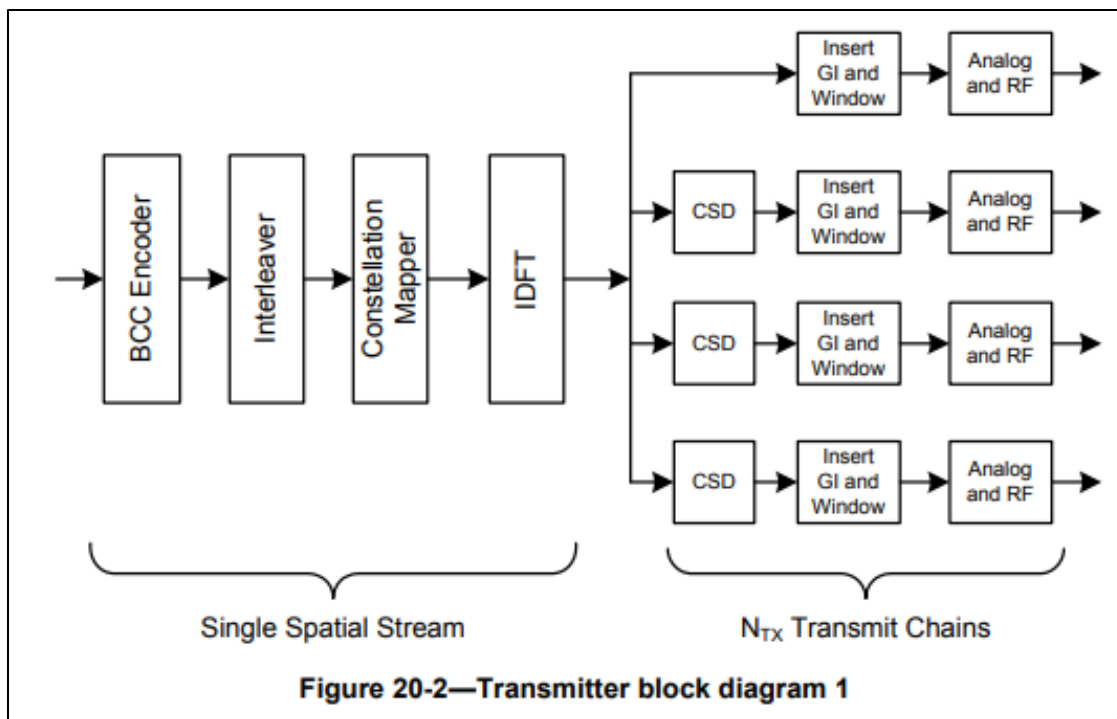 Insert
GI and
Window
Analog
and RF
BCC Encoder
Interleaver
Constellation
Mapper
IDFT
CSD
Insert
GI and
Window
Analog
and RF
CSD
Insert
GI and
Window
Analog
and RF
CSD
Insert
GI and
Window
Analog
and RF
Single Spatial Stream
NTX Transmit Chains
Figure 20-2—Transmitter block diagram 1